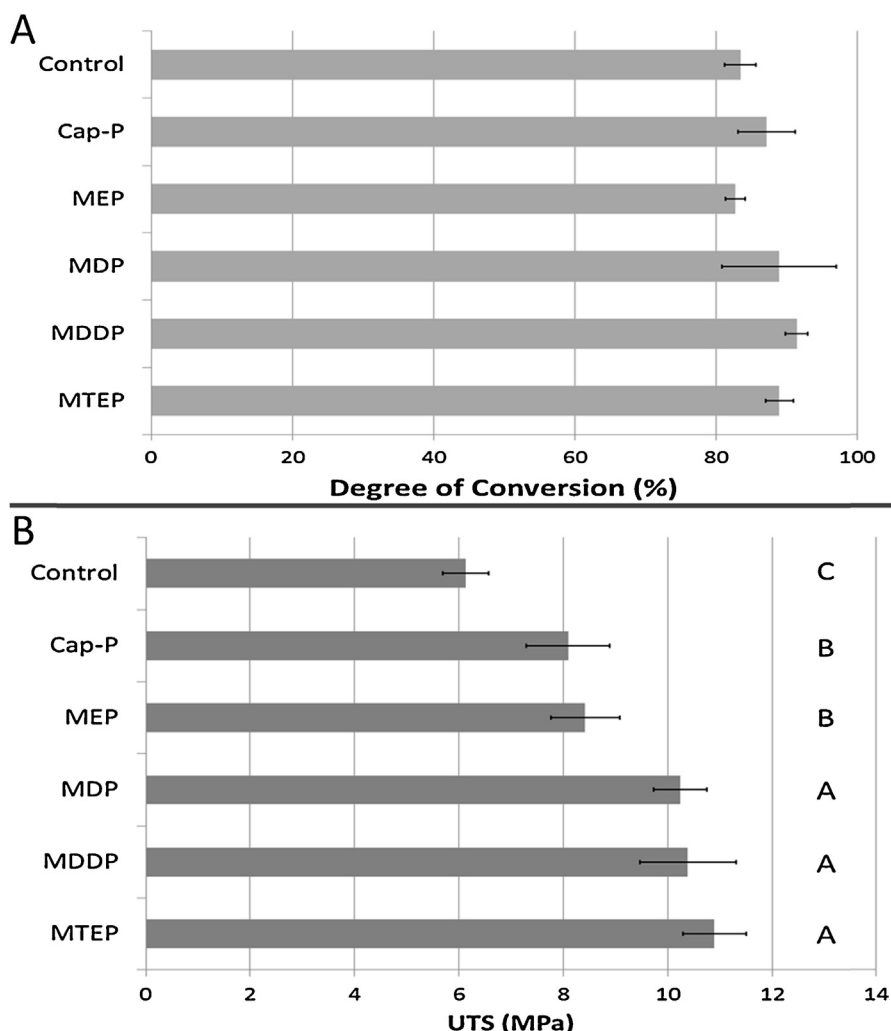 A
Control
Cap-P
MEP
MDP
MDDP
MTEP
0 20 40 60 80 100
Degree of Conversion (%)
B
Control C
Cap-P B
MEP B
MDP A
MDDP A
MTEP A
0 2 4 6 8 10 12 14
UTS (MPa)